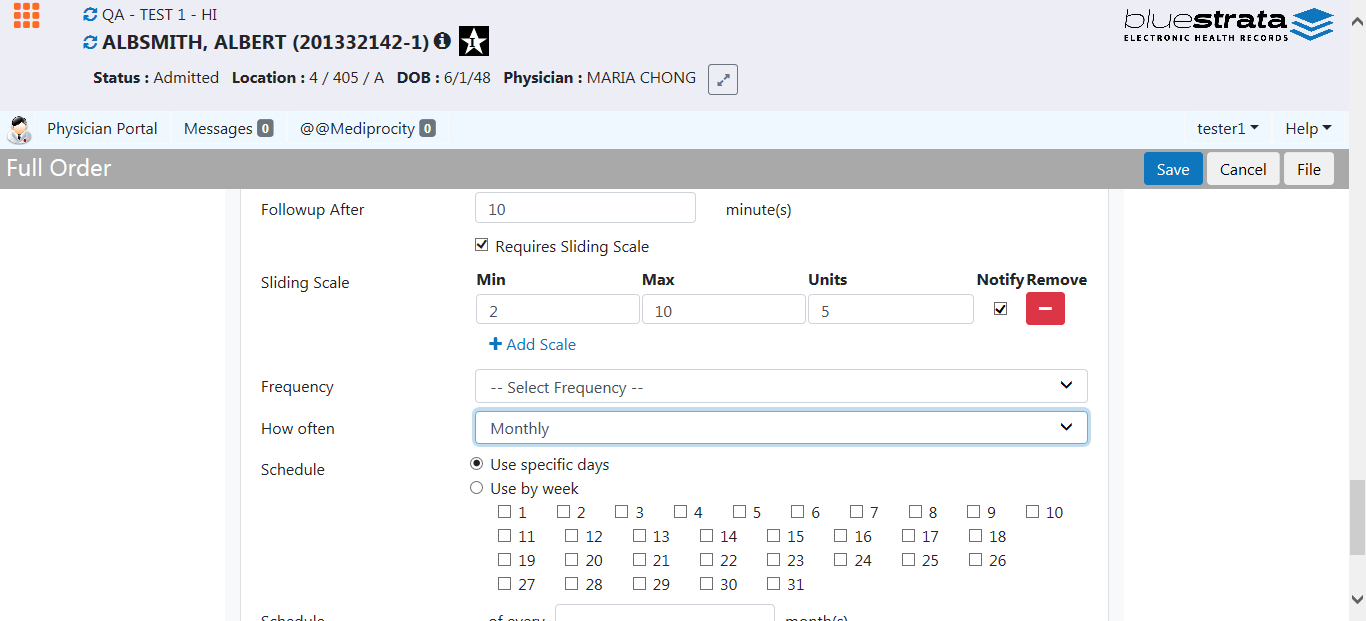 QA - TEST 1 - HI
ALBSMITH, ALBERT (201332142-1)
Status : Admitted Location : 4 / 405 / A DOB : 6/1/48 Physician : MARIA CHONG
bluestrata
ELECTRONIC HEALTH RECORDS
Physician Portal Messages 0 @@Mediprocity 0 tester1 Help
Full Order Save Cancel File
Followup After 10 minute(s)
Requires Sliding Scale
Sliding Scale Min Max Units Notify Remove
2 10 5
Add Scale
Frequency -- Select Frequency --
How often Monthly
Schedule Use specific days
Use by week
1 2 3 4 5 6 7 8 9 10
11 12 13 14 15 16 17 18
19 20 21 22 23 24 25 26
27 28 29 30 31
Schedule of every month(s)